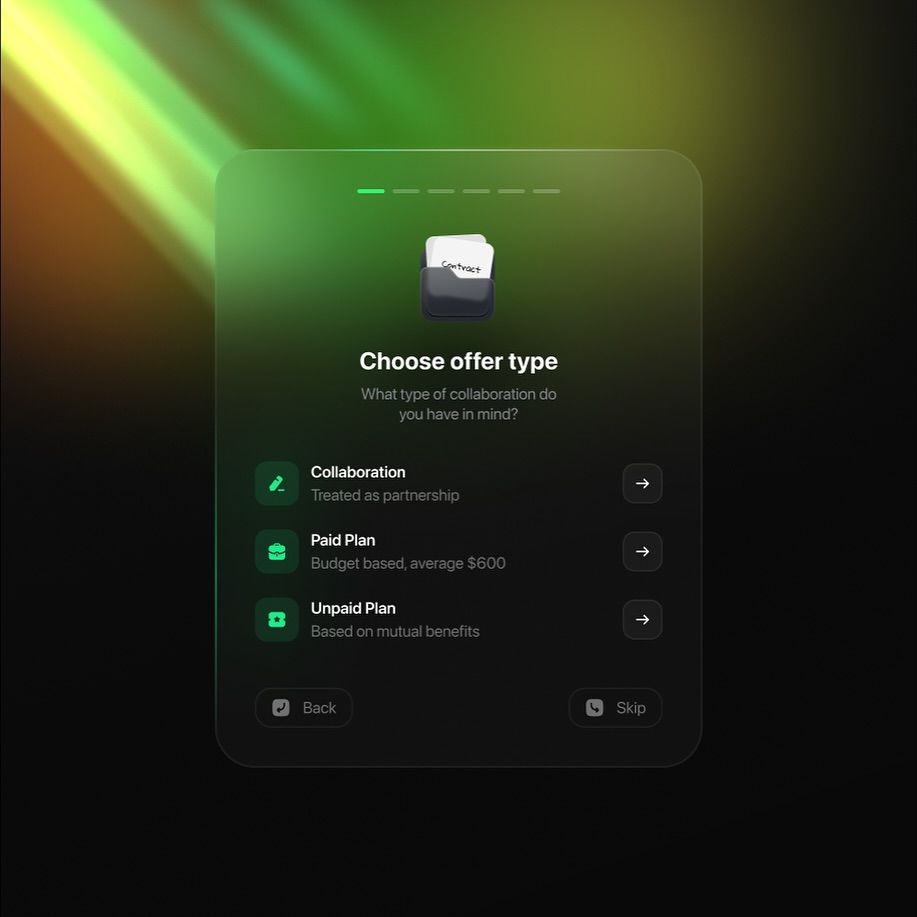 Contract
Choose offer type
What type of collaboration do
you have in mind?
Collaboration
Treated as partnership
Paid Plan
Budget based, average $600
Unpaid Plan
Based on mutual benefits
Back
Skip